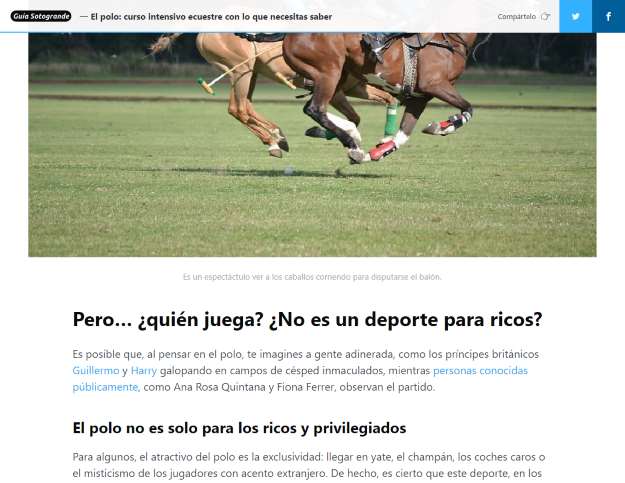 Guía Sotogrande — El polo: curso intensivo ecuestre con lo que necesitas saber Compártelo
Es un espectáctulo ver a los caballos corriendo para disputarse el balón.
Pero... ¿quién juega? ¿No es un deporte para ricos?
Es posible que, al pensar en el polo, te imagines a gente adinerada, como los príncipes británicos
Guillermo y Harry galopando en campos de césped inmaculados, mientras personas conocidas
públicamente, como Ana Rosa Quintana y Fiona Ferrer, observan el partido.
El polo no es solo para los ricos y privilegiados
Para algunos, el atractivo del polo es la exclusividad: llegar en yate, el champán, los coches caros o
el misticismo de los jugadores con acento extranjero. De hecho, es cierto que este deporte, en los